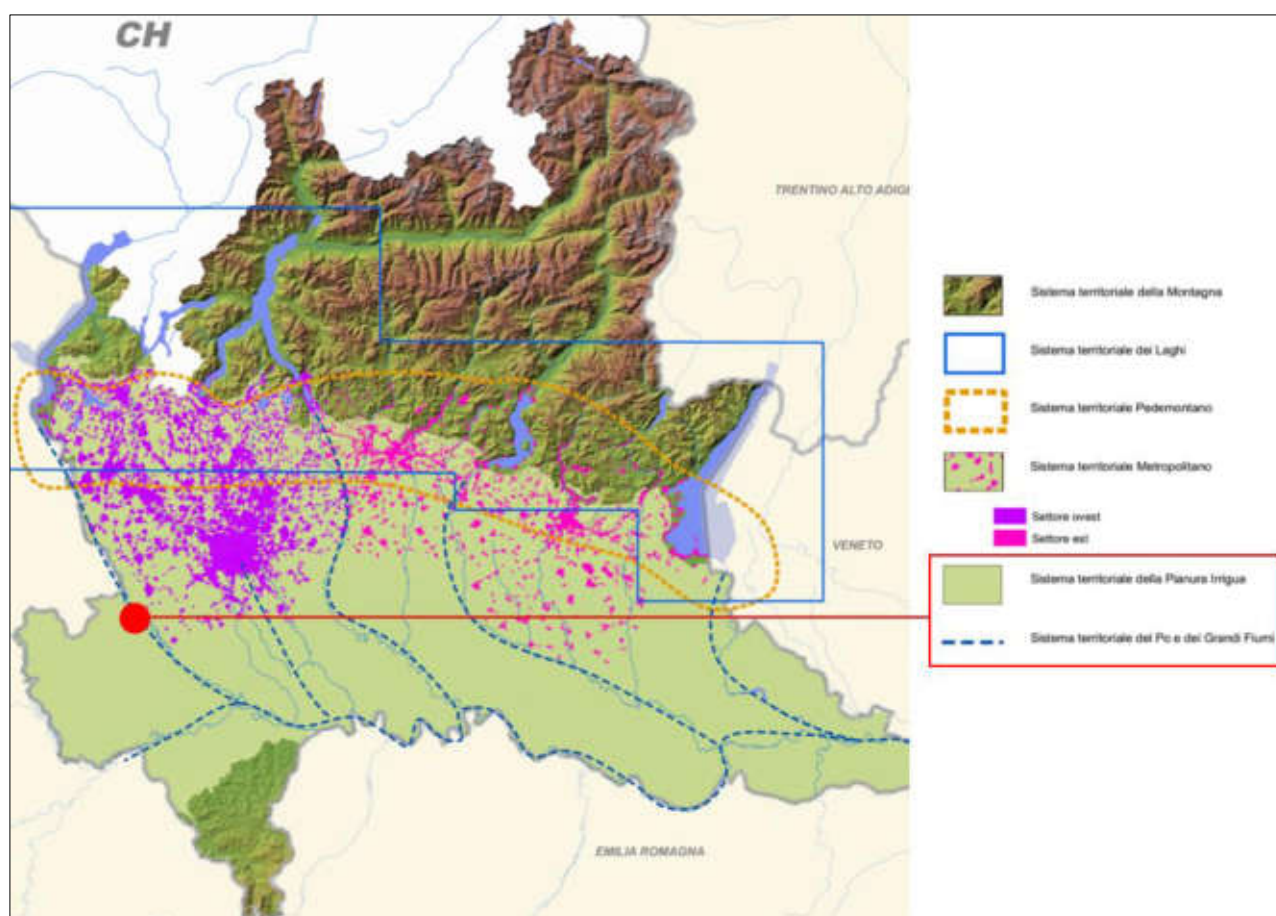 CH
TRENTINO ALTO ADIGE
Sistema territoriale della Montagna
Sistema territoriale dei Laghi
Sistema territoriale Pedemontano
Sistema territoriale Metropolitano
Settore ovest
Settore est
VENETO
Sistema territoriale della Pianura Irrigua
Sistema territoriale del Po e dei Grandi Fiumi
EMILIA ROMAGNA